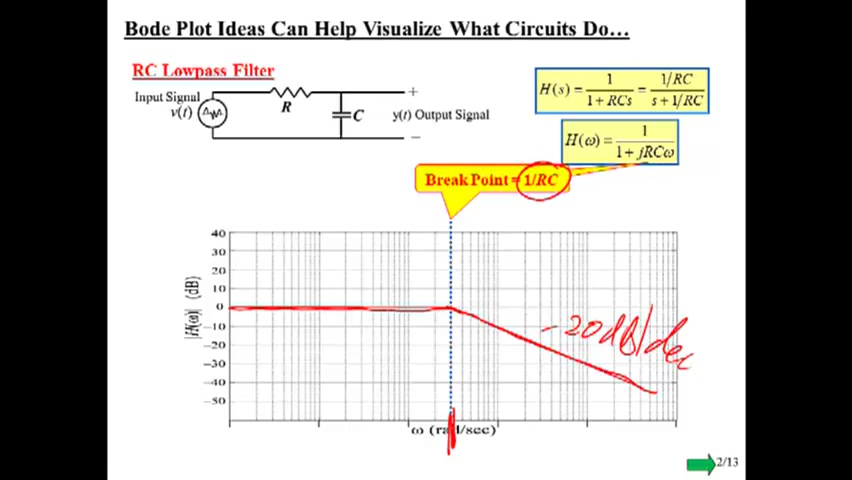 Bode Plot Ideas Can Help Visualize What Circuits Do…
RC Lowpass Filter
Input Signal
v(t)
R
C
+
y(t) Output Signal
−
H(s) = 1/(1 + RCs) = (1/RC)/(s + 1/RC)
H(ω) = 1/(1 + jRCω)
Break Point = 1/RC
|H(ω)| (dB)
40
30
20
10
0
−10
−20
−30
−40
−50
−20dB/dec
ω (rad/sec)
2/13